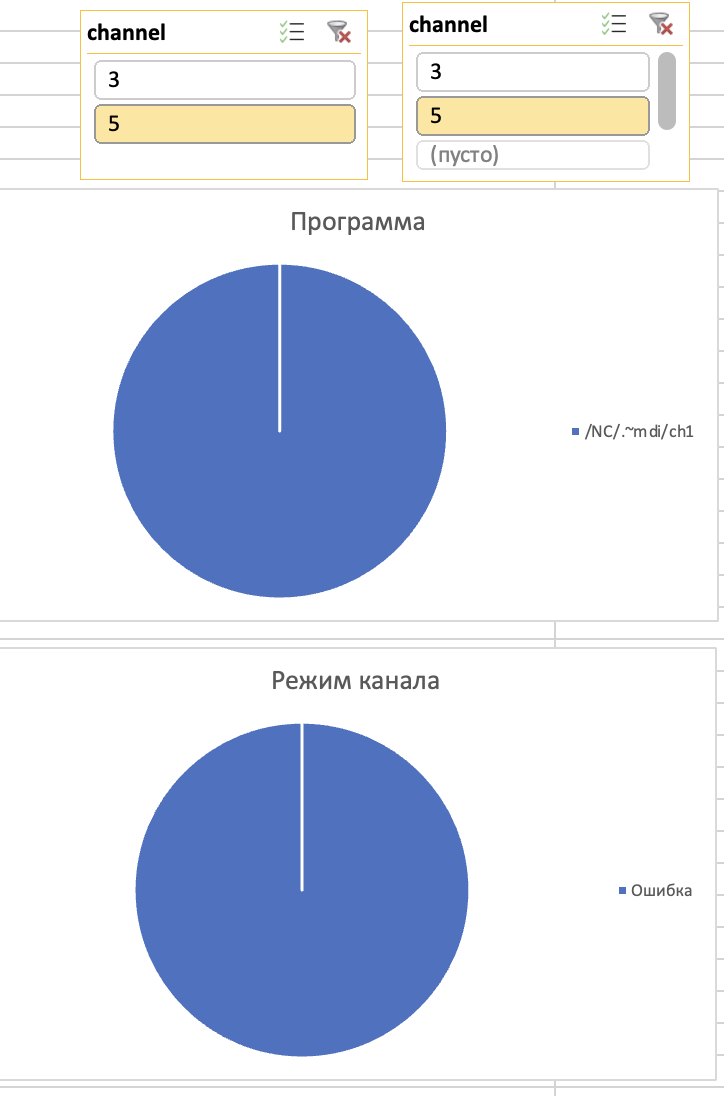 channel
3
5
channel
3
5
(пусто)
Программа
/NC/.~mdi/ch1
Режим канала
Ошибка